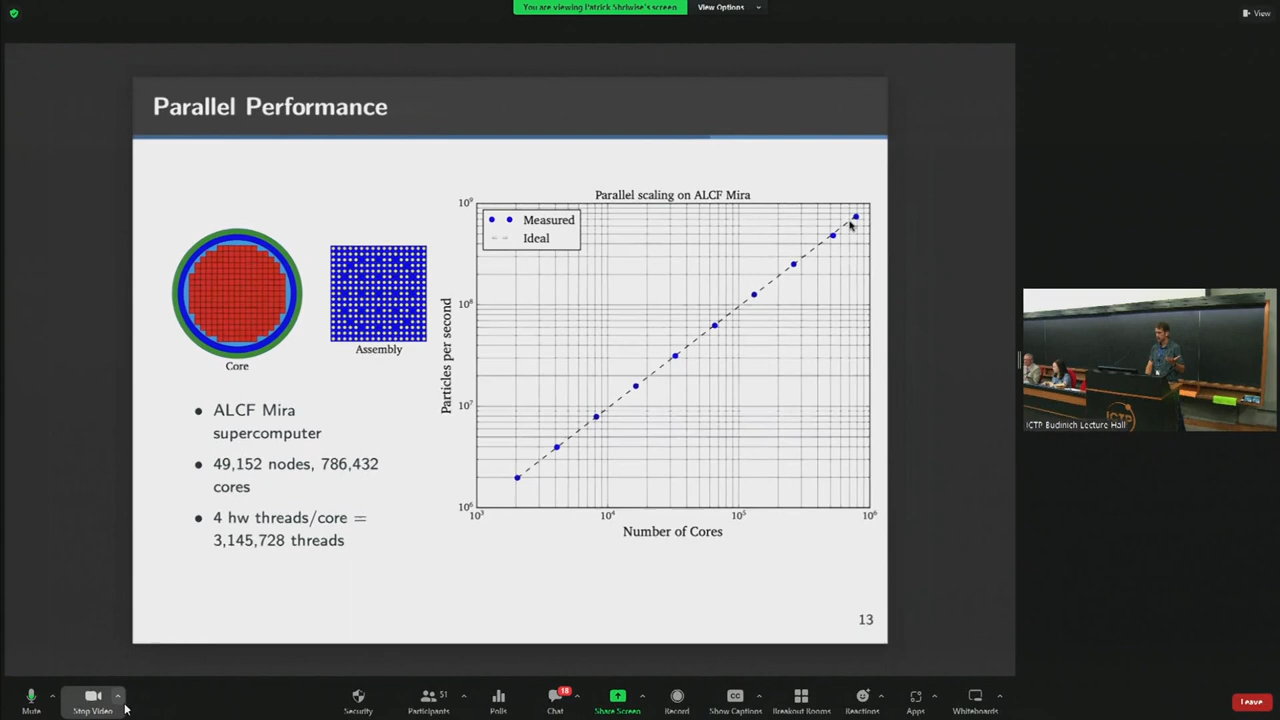 You are viewing Patrick Shriwise's screen
View Options
View
Parallel Performance
Parallel scaling on ALCF Mira
Measured
Ideal
10^9
10^8
10^7
10^6
Particles per second
10^3
10^4
10^5
10^6
Number of Cores
Core
Assembly
ALCF Mira
supercomputer
49,152 nodes, 786,432
cores
4 hw threads/core =
3,145,728 threads
13
ICTP
ICTP Budinich Lecture Hall
Mute
Stop Video
Security
51
Participants
Polls
18
Chat
Share Screen
Record
Show Captions
Breakout Rooms
Reactions
Apps
Whiteboards
Leave